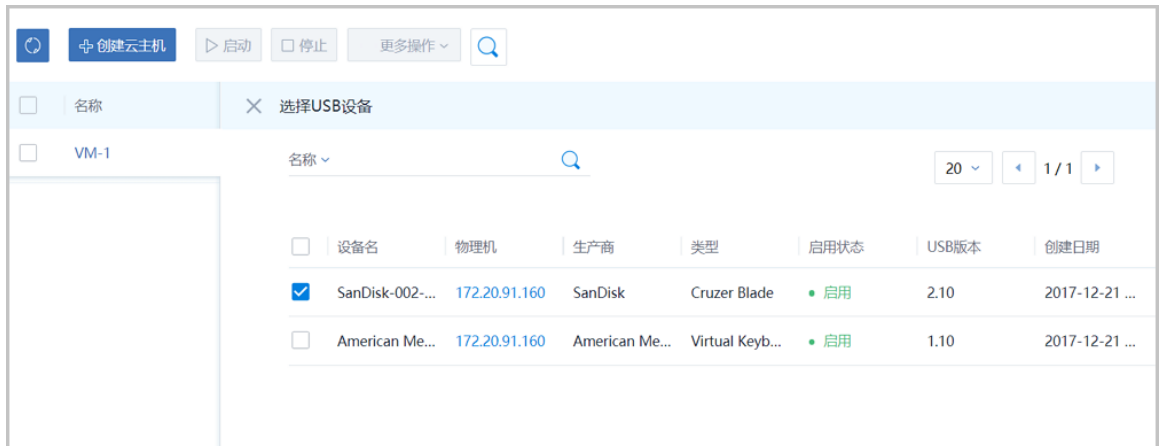 创建云主机 启动 停止 更多操作
名称 选择USB设备
VM-1 名称 20 1 / 1
设备名 物理机 生产商 类型 启用状态 USB版本 创建日期
SanDisk-002-... 172.20.91.160 SanDisk Cruzer Blade 启用 2.10 2017-12-21 ...
American Me... 172.20.91.160 American Me... Virtual Keyb... 启用 1.10 2017-12-21 ...